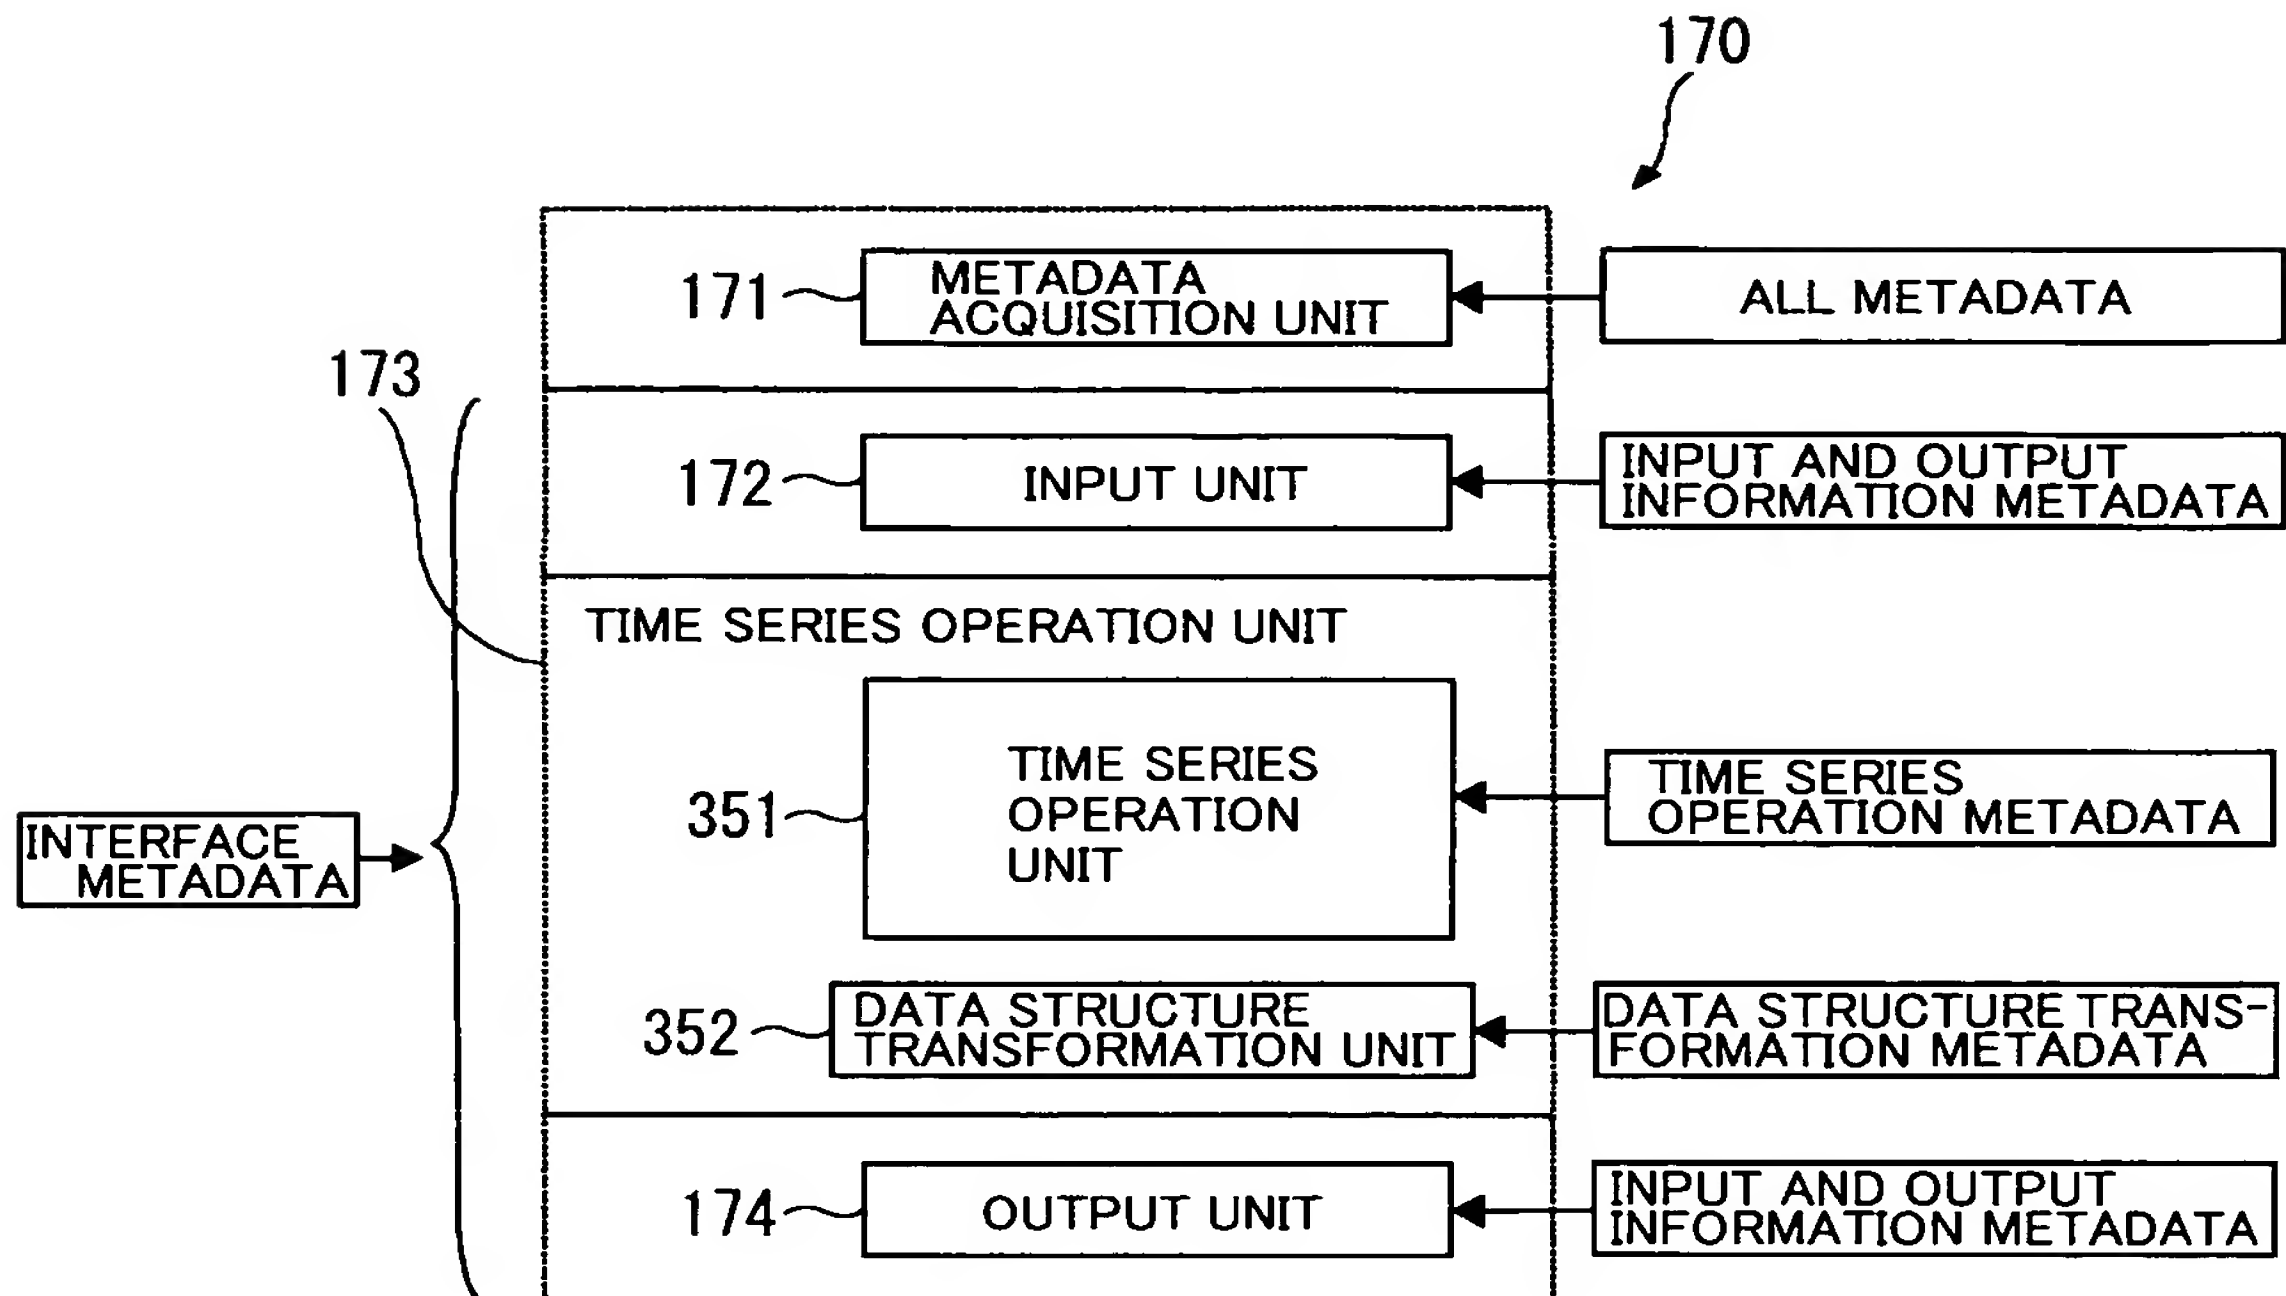 170
171
METADATA
ACQUISITION UNIT
ALL METADATA
173
172
INPUT UNIT
INPUT AND OUTPUT
INFORMATION METADATA
TIME SERIES OPERATION UNIT
351
TIME SERIES
OPERATION
UNIT
TIME SERIES
OPERATION METADATA
INTERFACE
METADATA
352
DATA STRUCTURE
TRANSFORMATION UNIT
DATA STRUCTURE TRANS-
FORMATION METADATA
174
OUTPUT UNIT
INPUT AND OUTPUT
INFORMATION METADATA